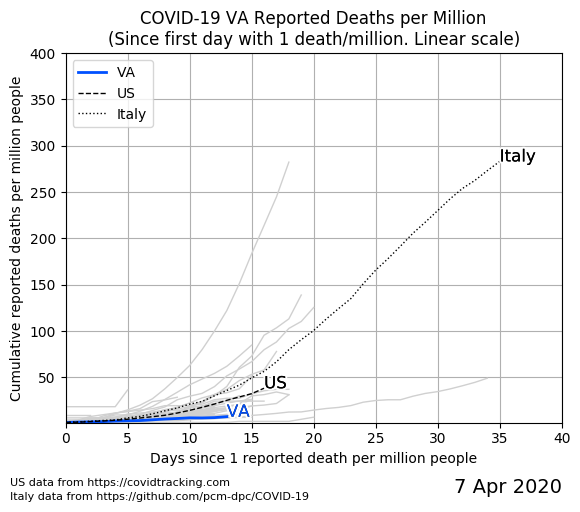 COVID-19 VA Reported Deaths per Million
(Since first day with 1 death/million. Linear scale)
Cumulative reported deaths per million people
400
350
300
250
200
150
100
50
VA
US
Italy
Italy
US
VA
0 5 10 15 20 25 30 35 40
Days since 1 reported death per million people
US data from https://covidtracking.com
Italy data from https://github.com/pcm-dpc/COVID-19
7 Apr 2020